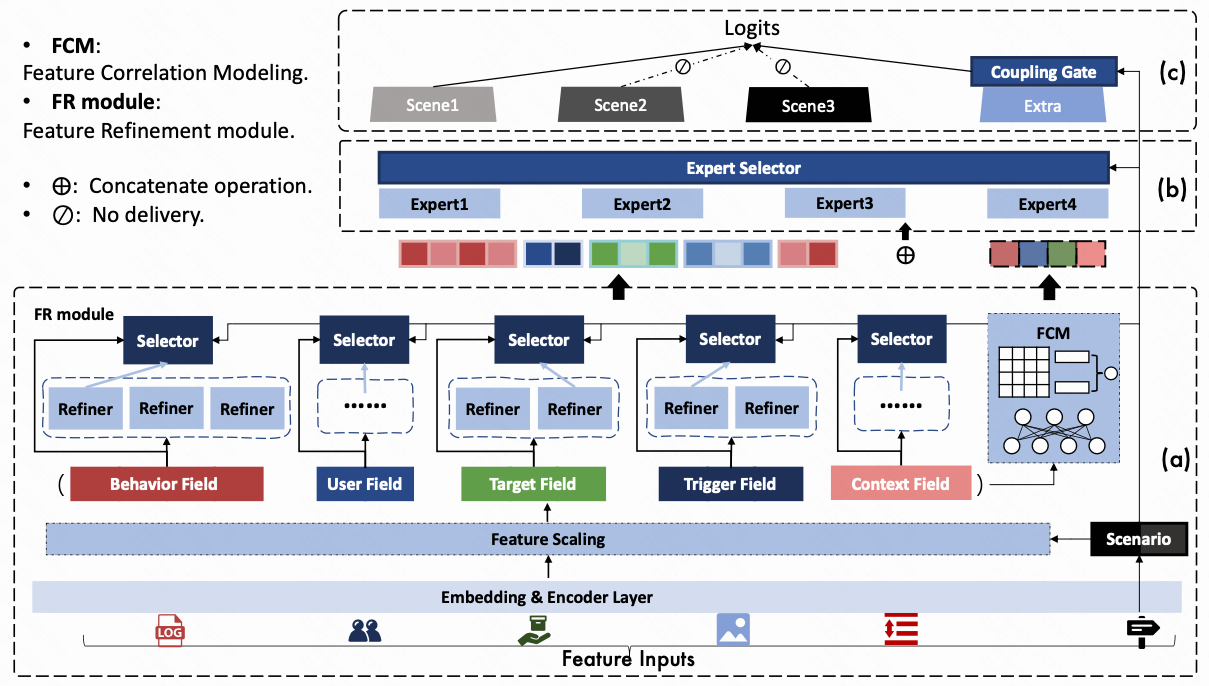 • FCM:
Feature Correlation Modeling.
• FR module:
Feature Refinement module.
• ⊕: Concatenate operation.
• ⊘: No delivery.
Logits
Coupling Gate
(c)
Scene1 Scene2 Scene3 Extra
Expert Selector
(b)
Expert1 Expert2 Expert3 Expert4
⊕
FR module
Selector Selector Selector Selector Selector
FCM
Refiner Refiner Refiner ...... Refiner Refiner Refiner Refiner ......
(a)
( Behavior Field User Field Target Field Trigger Field Context Field )
Feature Scaling
Scenario
Embedding & Encoder Layer
LOG
Feature Inputs